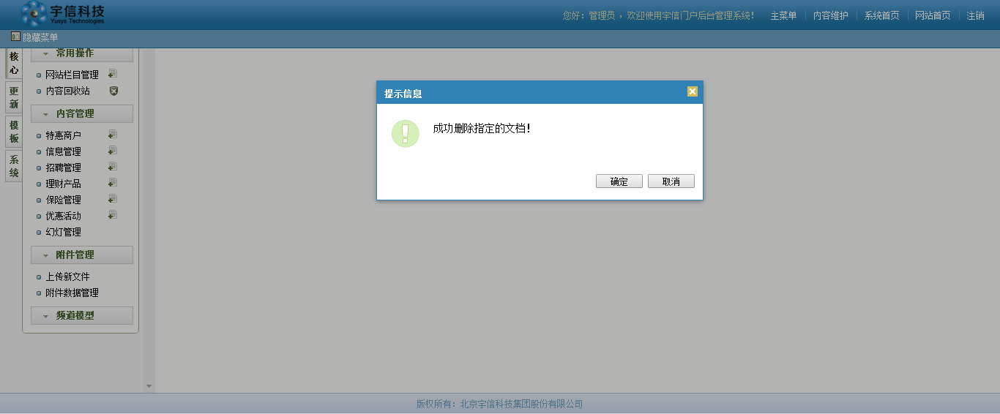 宇信科技
Yusys Technologies
您好：管理员 ，欢迎使用宇信门户后台管理系统！ 主菜单 内容维护 系统首页 网站首页 注销
隐藏菜单
核心
更新
模板
系统
常用操作
网站栏目管理
内容回收站
内容管理
特惠商户
信息管理
招聘管理
理财产品
保险管理
优惠活动
幻灯管理
附件管理
上传新文件
附件数据管理
频道模型
提示信息
成功删除指定的文档！
确定 取消
版权所有：北京宇信科技集团股份有限公司